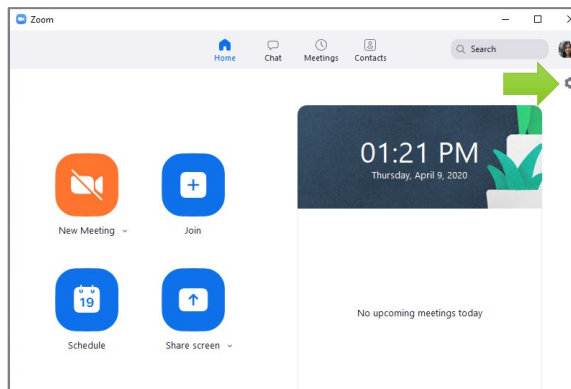 Zoom
Home
Chat
Meetings
Contacts
Search
01:21 PM
Thursday, April 9, 2020
New Meeting
Join
19
Schedule
Share screen
No upcoming meetings today